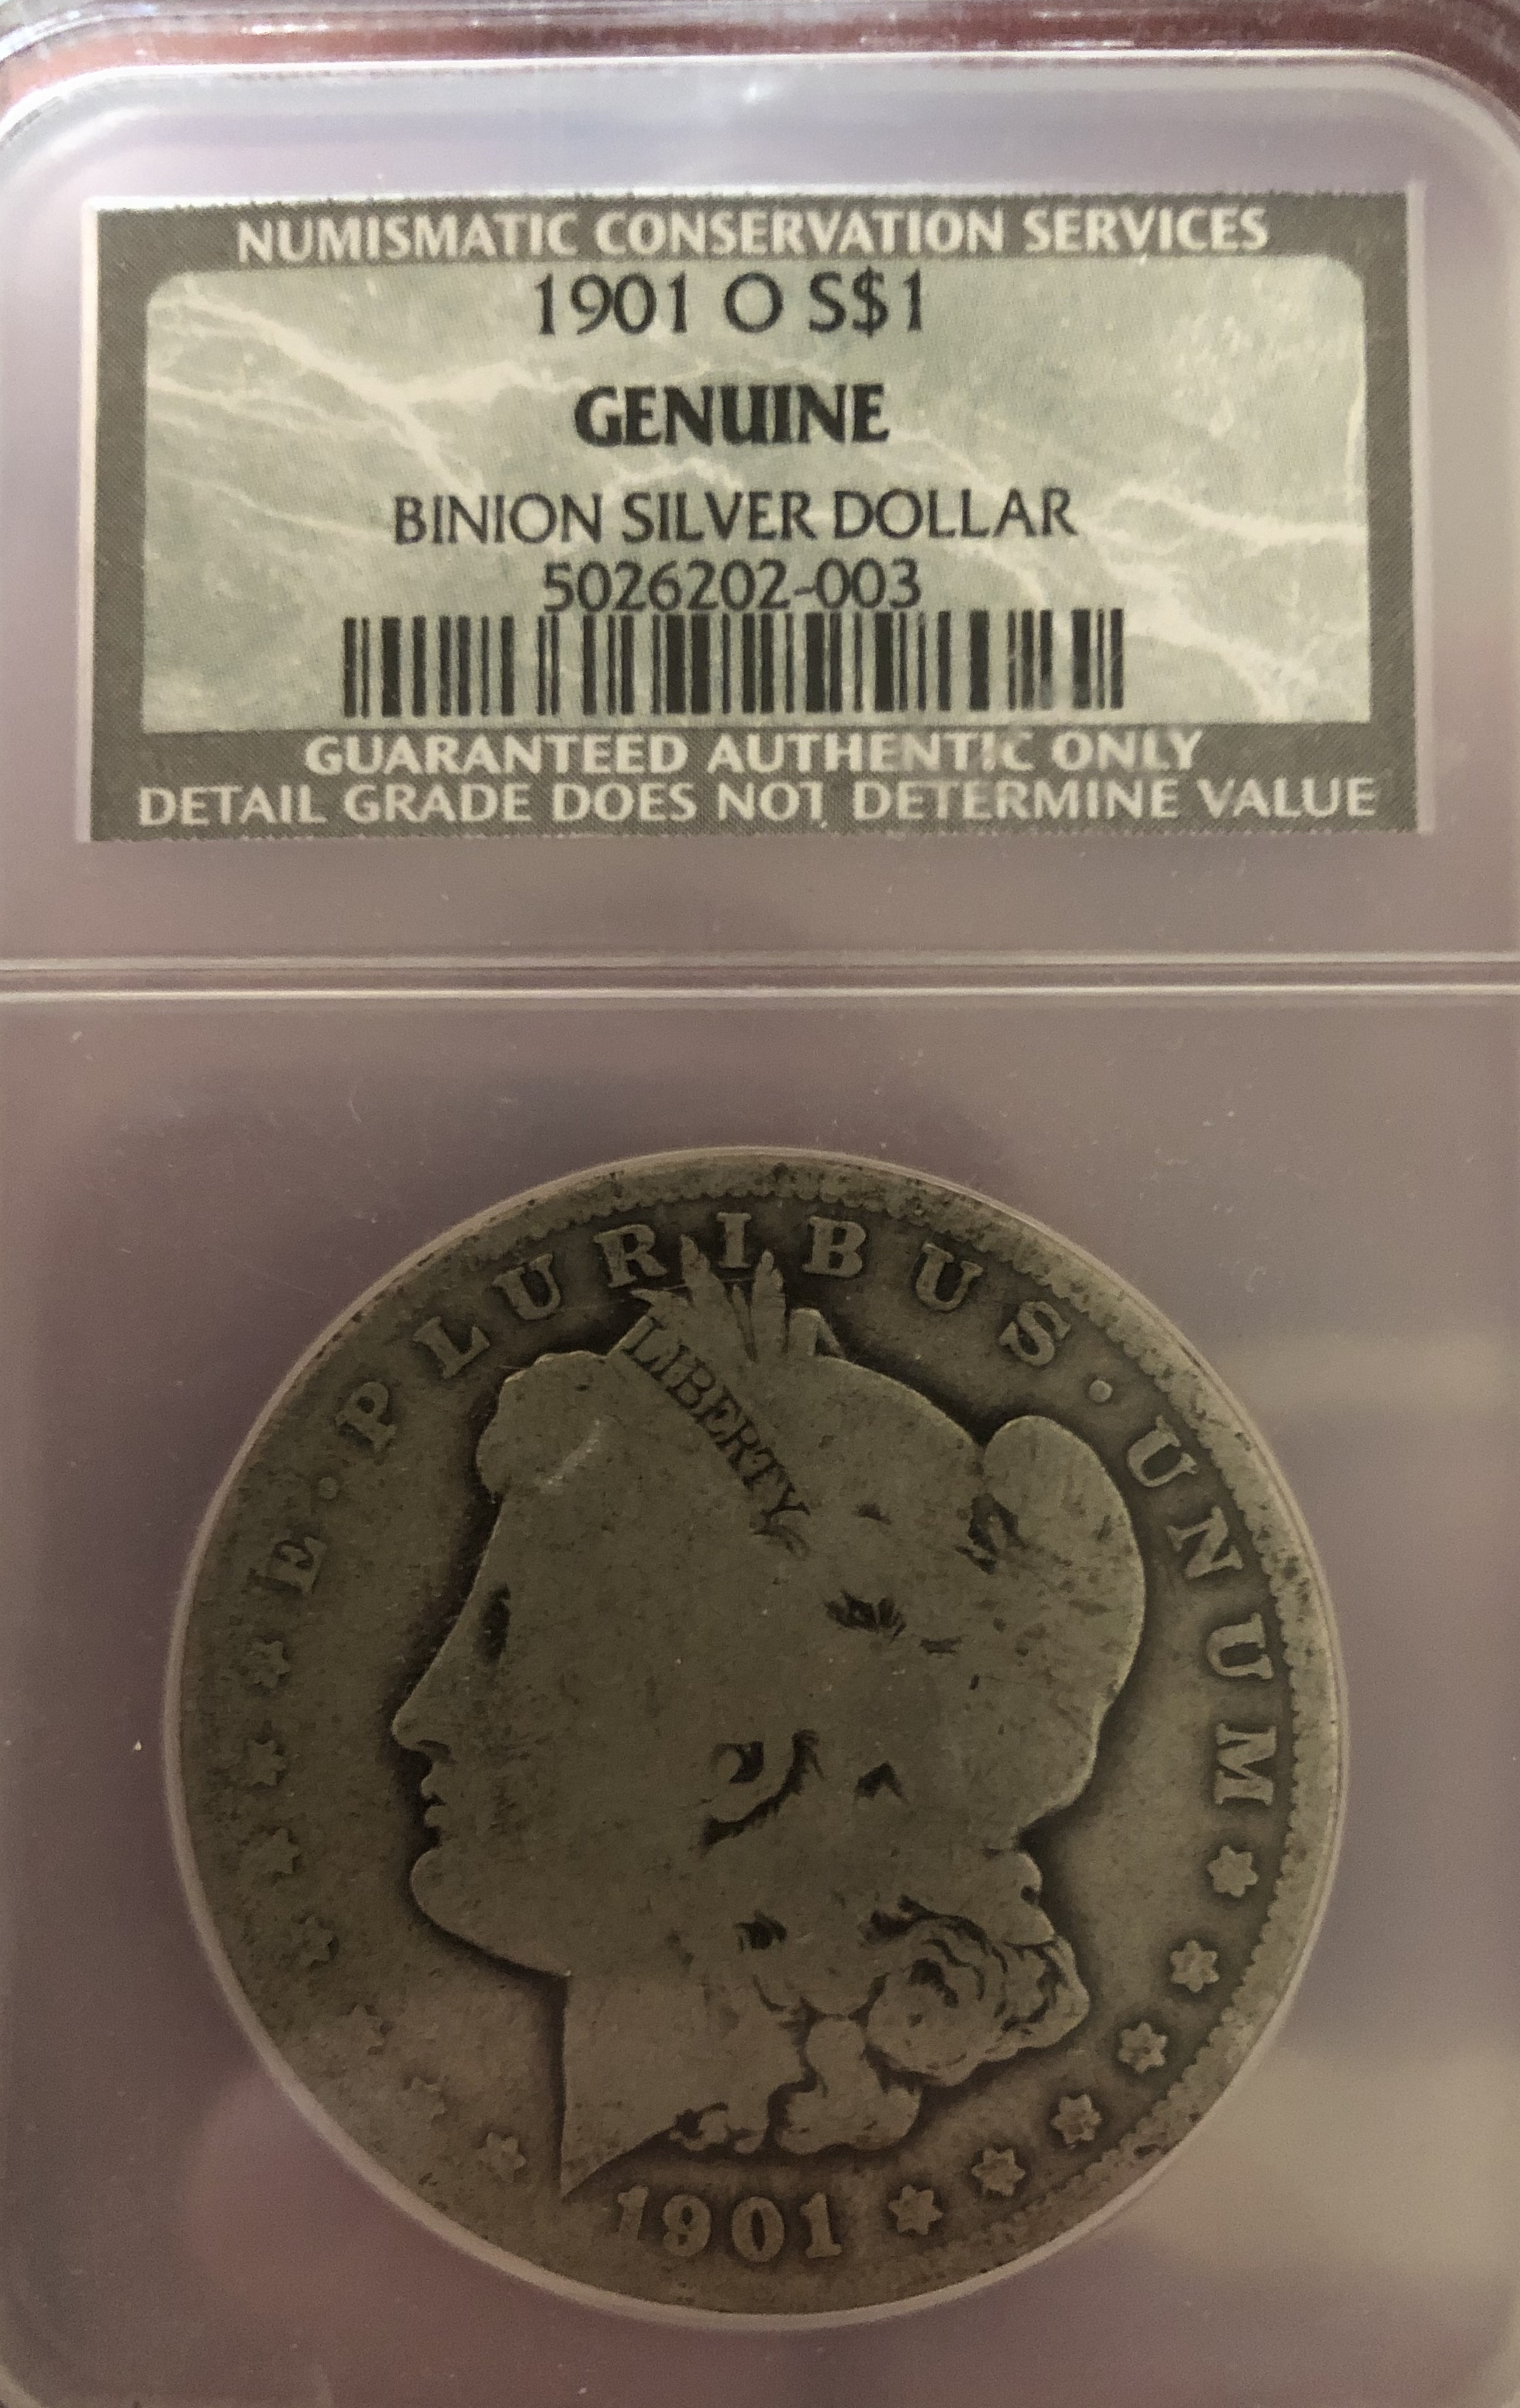 NUMISMATIC CONSERVATION SERVICES
1901 O S$1
GENUINE
BINION SILVER DOLLAR
5026202-003
GUARANTEED AUTHENTIC ONLY
DETAIL GRADE DOES NOT DETERMINE VALUE
E · PLURIBUS · UNUM
LIBERTY
1901